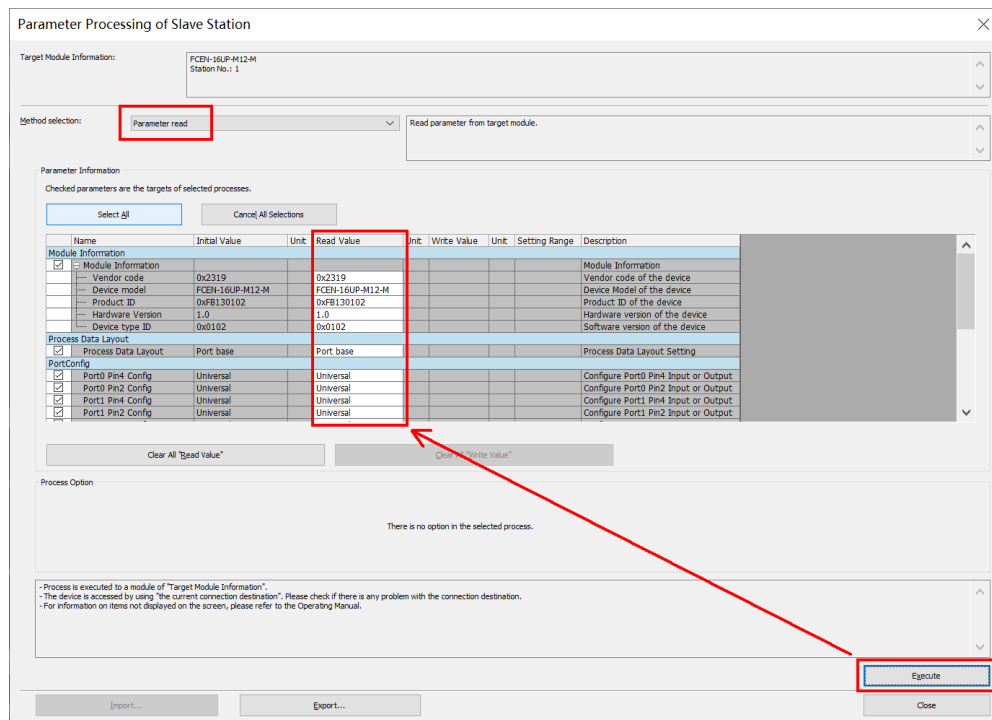 Parameter Processing of Slave Station
Target Module Information:
FCEN-16UP-M12-M
Station No.: 1
Method selection:
Parameter read
Read parameter from target module.
Parameter Information
Checked parameters are the targets of selected processes.
Select All
Cancel All Selections
Name Initial Value Unit Read Value Unit Write Value Unit Setting Range Description
Module Information
Module Information Module Information
Vendor code 0x2319 0x2319 Vendor code of the device
Device model FCEN-16UP-M12-M FCEN-16UP-M12-M Device Model of the device
Product ID 0xFB130102 0xFB130102 Product ID of the device
Hardware Version 1.0 1.0 Hardware version of the device
Device type ID 0x0102 0x0102 Software version of the device
Process Data Layout
Process Data Layout Port base Port base Process Data Layout Setting
PortConfig
Port0 Pin4 Config Universal Universal Configure Port0 Pin4 Input or Output
Port0 Pin2 Config Universal Universal Configure Port0 Pin2 Input or Output
Port1 Pin4 Config Universal Universal Configure Port1 Pin4 Input or Output
Port1 Pin2 Config Universal Universal Configure Port1 Pin2 Input or Output
Clear All "Read Value"
Clear All "Write Value"
Process Option
There is no option in the selected process.
- Process is executed to a module of "Target Module Information".
- The device is accessed by using "the current connection destination". Please check if there is any problem with the connection destination.
- For information on items not displayed on the screen, please refer to the Operating Manual.
Execute
Import...
Export...
Close